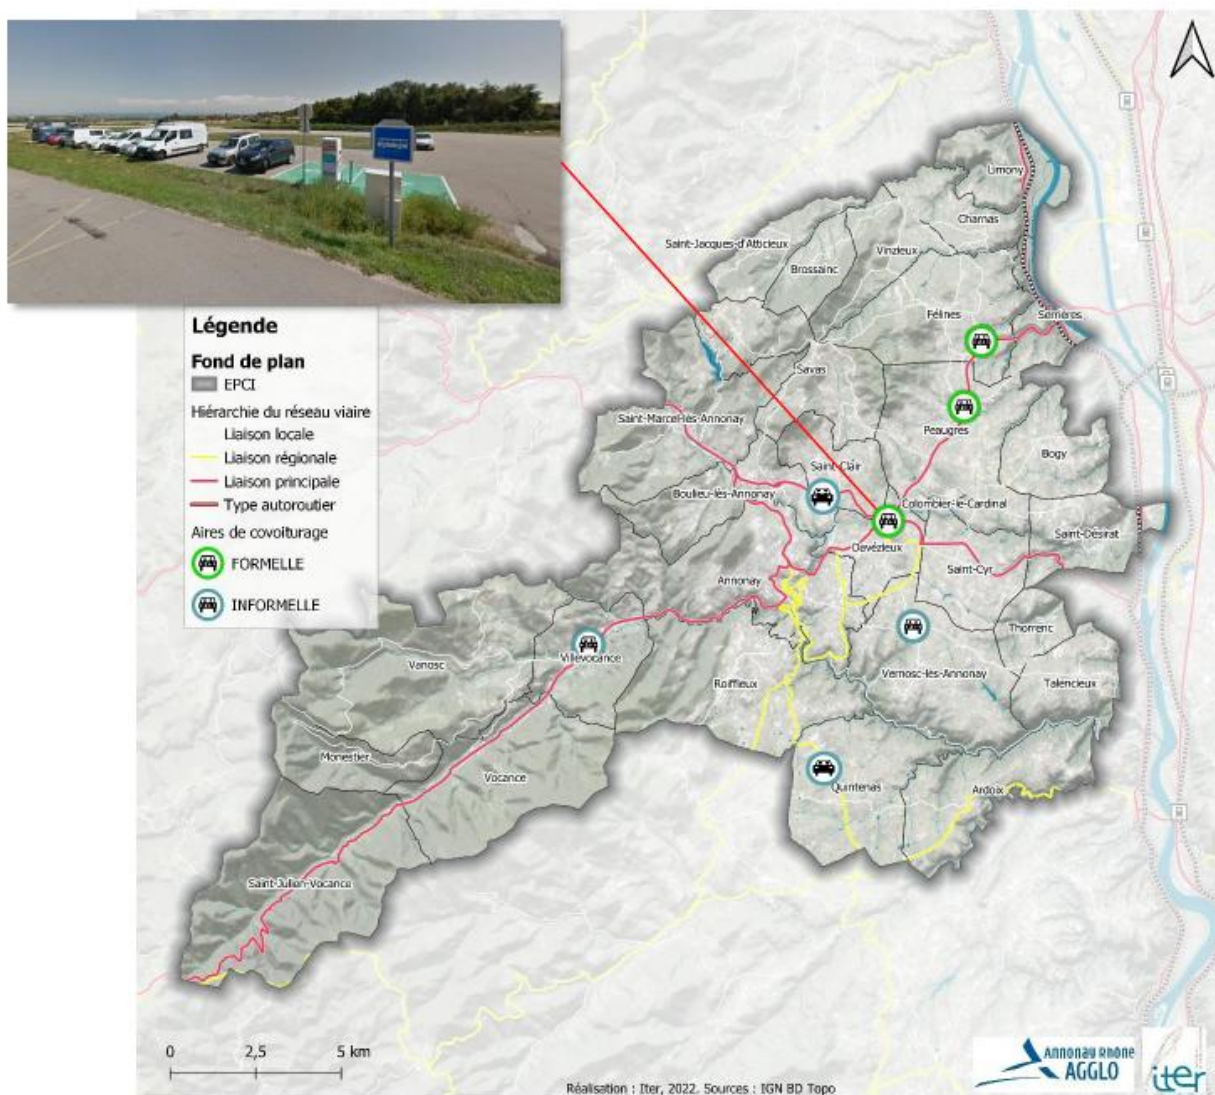 Légende
Fond de plan
EPCI
Hiérarchie du réseau viaire
Liaison locale
Liaison régionale
Liaison principale
Type autoroutier
Aires de covoiturage
FORMELLE
INFORMELLE
Limony
Charnas
Saint-Jacques-d'Atticieux
Vinzieux
Brossainc
Félines
Serrières
Savas
Saint-Marcel-lès-Annonay
Peaugres
Bogy
Saint-Clair
Boulieu-lès-Annonay
Colombier-le-Cardinal
Saint-Désirat
Davézieux
Saint-Cyr
Annonay
Thorrenc
Villevocance
Vanosc
Vernosc-lès-Annonay
Roiffieux
Talencieux
Monestier
Vocance
Quintenas
Ardoix
Saint-Julien-Vocance
0 2,5 5 km
Réalisation : Iter, 2022. Sources : IGN BD Topo
ANNONAY RHÔNE
AGGLO
iter